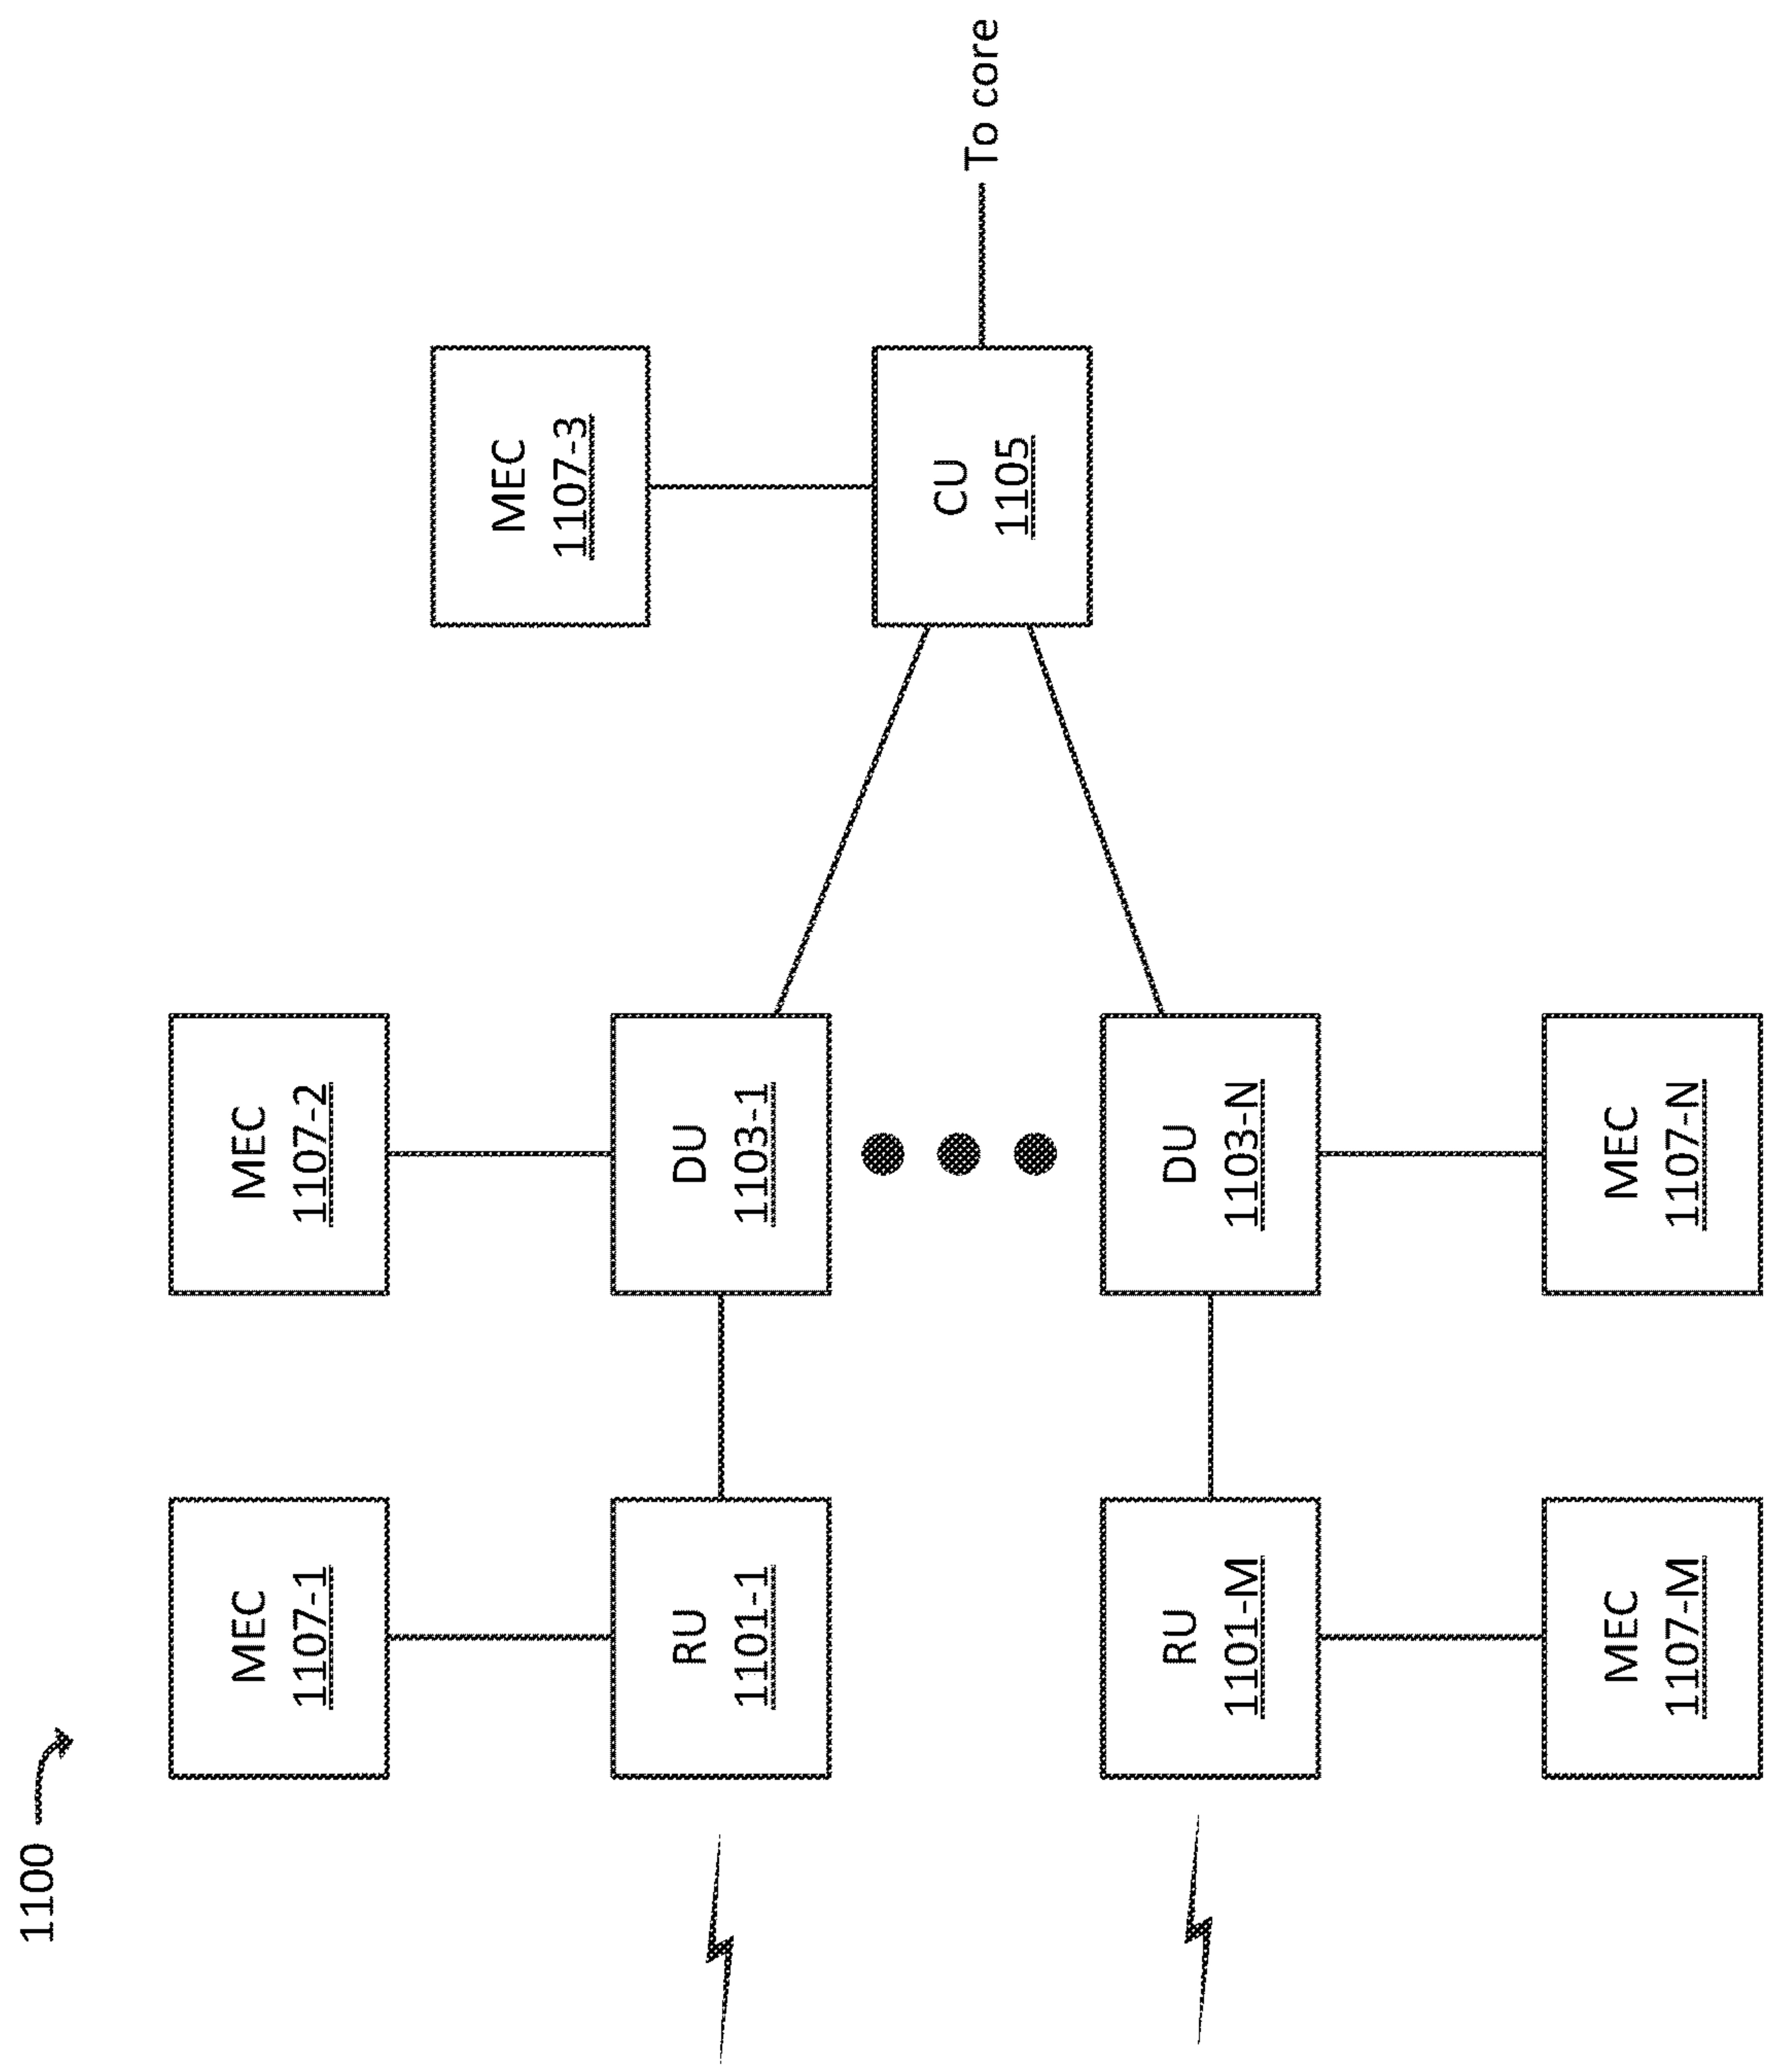 1100
MEC
1107-1
MEC
1107-2
MEC
1107-3
RU
1101-1
DU
1103-1
CU
1105
To core
RU
1101-M
DU
1103-N
MEC
1107-M
MEC
1107-N